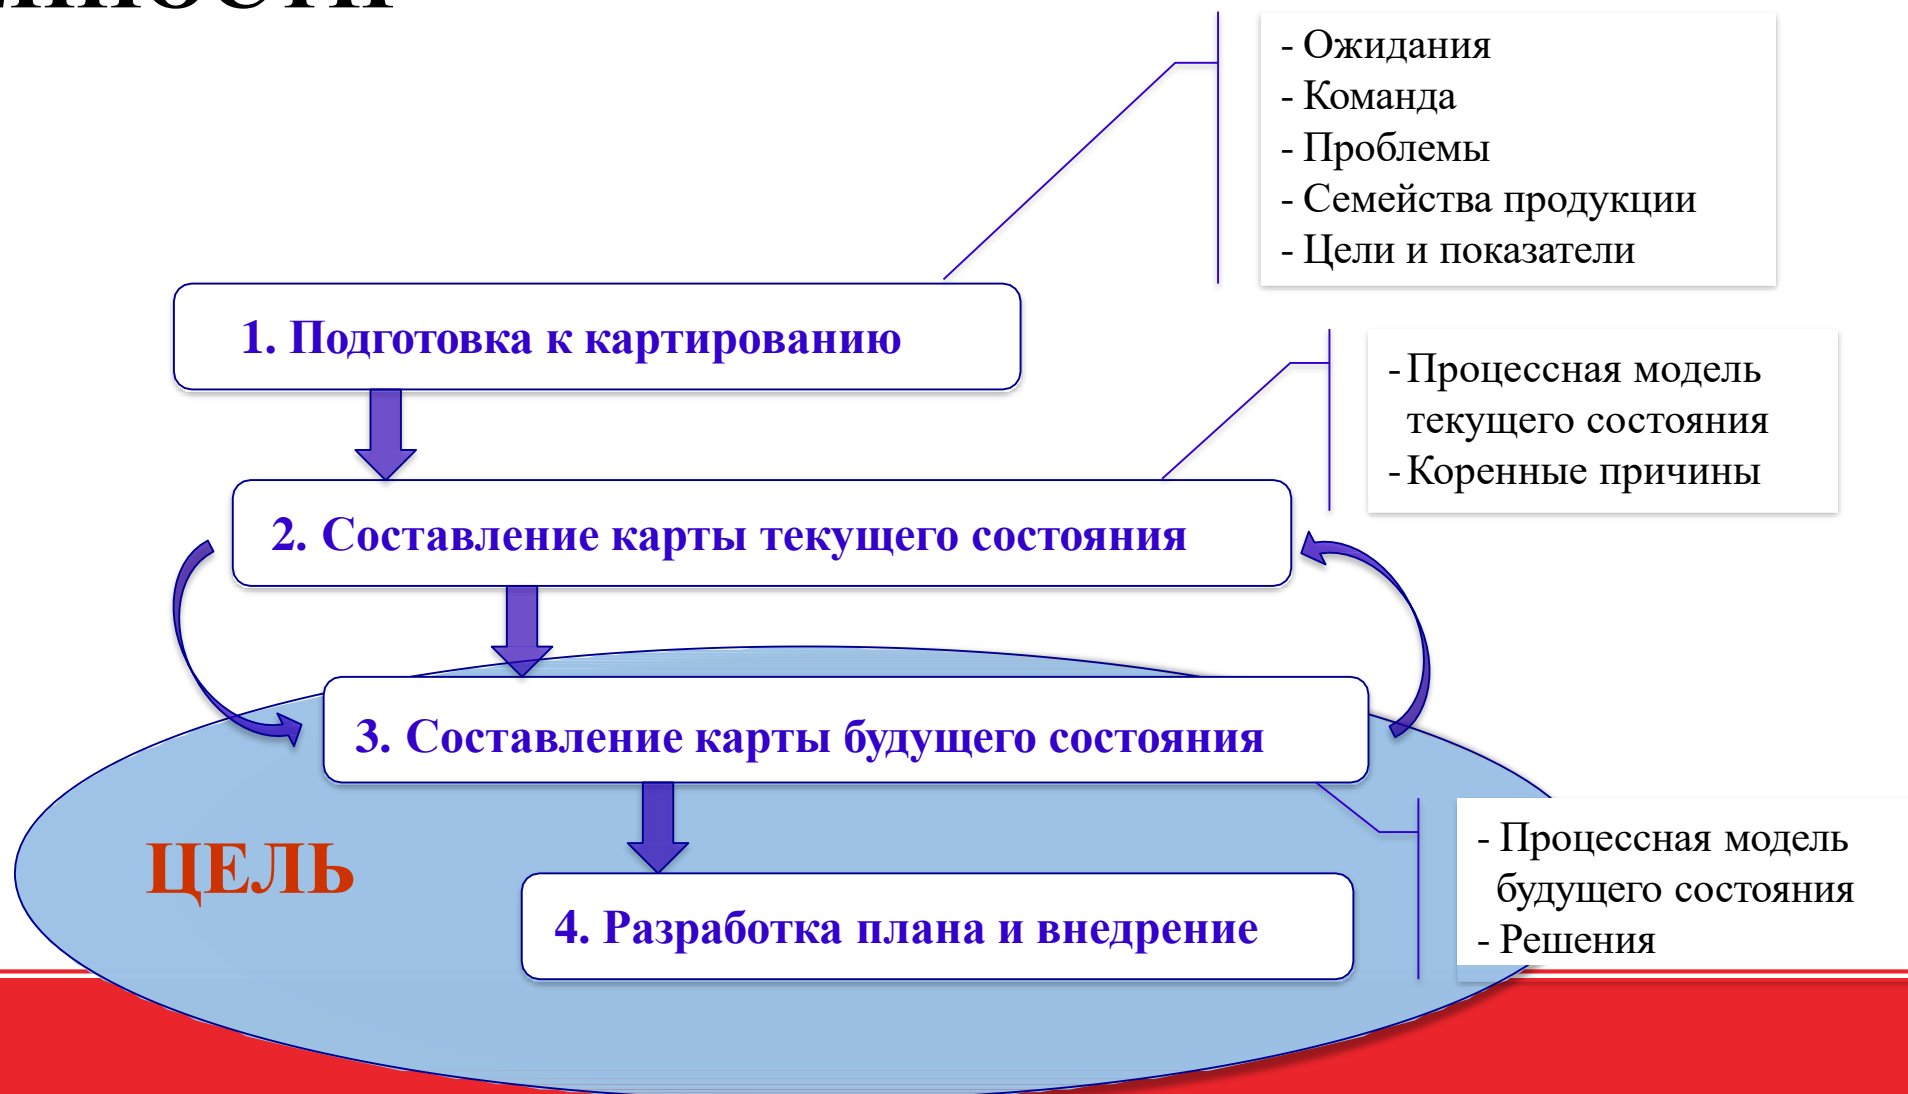 - Ожидания
- Команда
- Проблемы
- Семейства продукции
- Цели и показатели
1. Подготовка к картированию
- Процессная модель
текущего состояния
- Коренные причины
2. Составление карты текущего состояния
3. Составление карты будущего состояния
- Процессная модель
будущего состояния
- Решения
ЦЕЛЬ
4. Разработка плана и внедрение